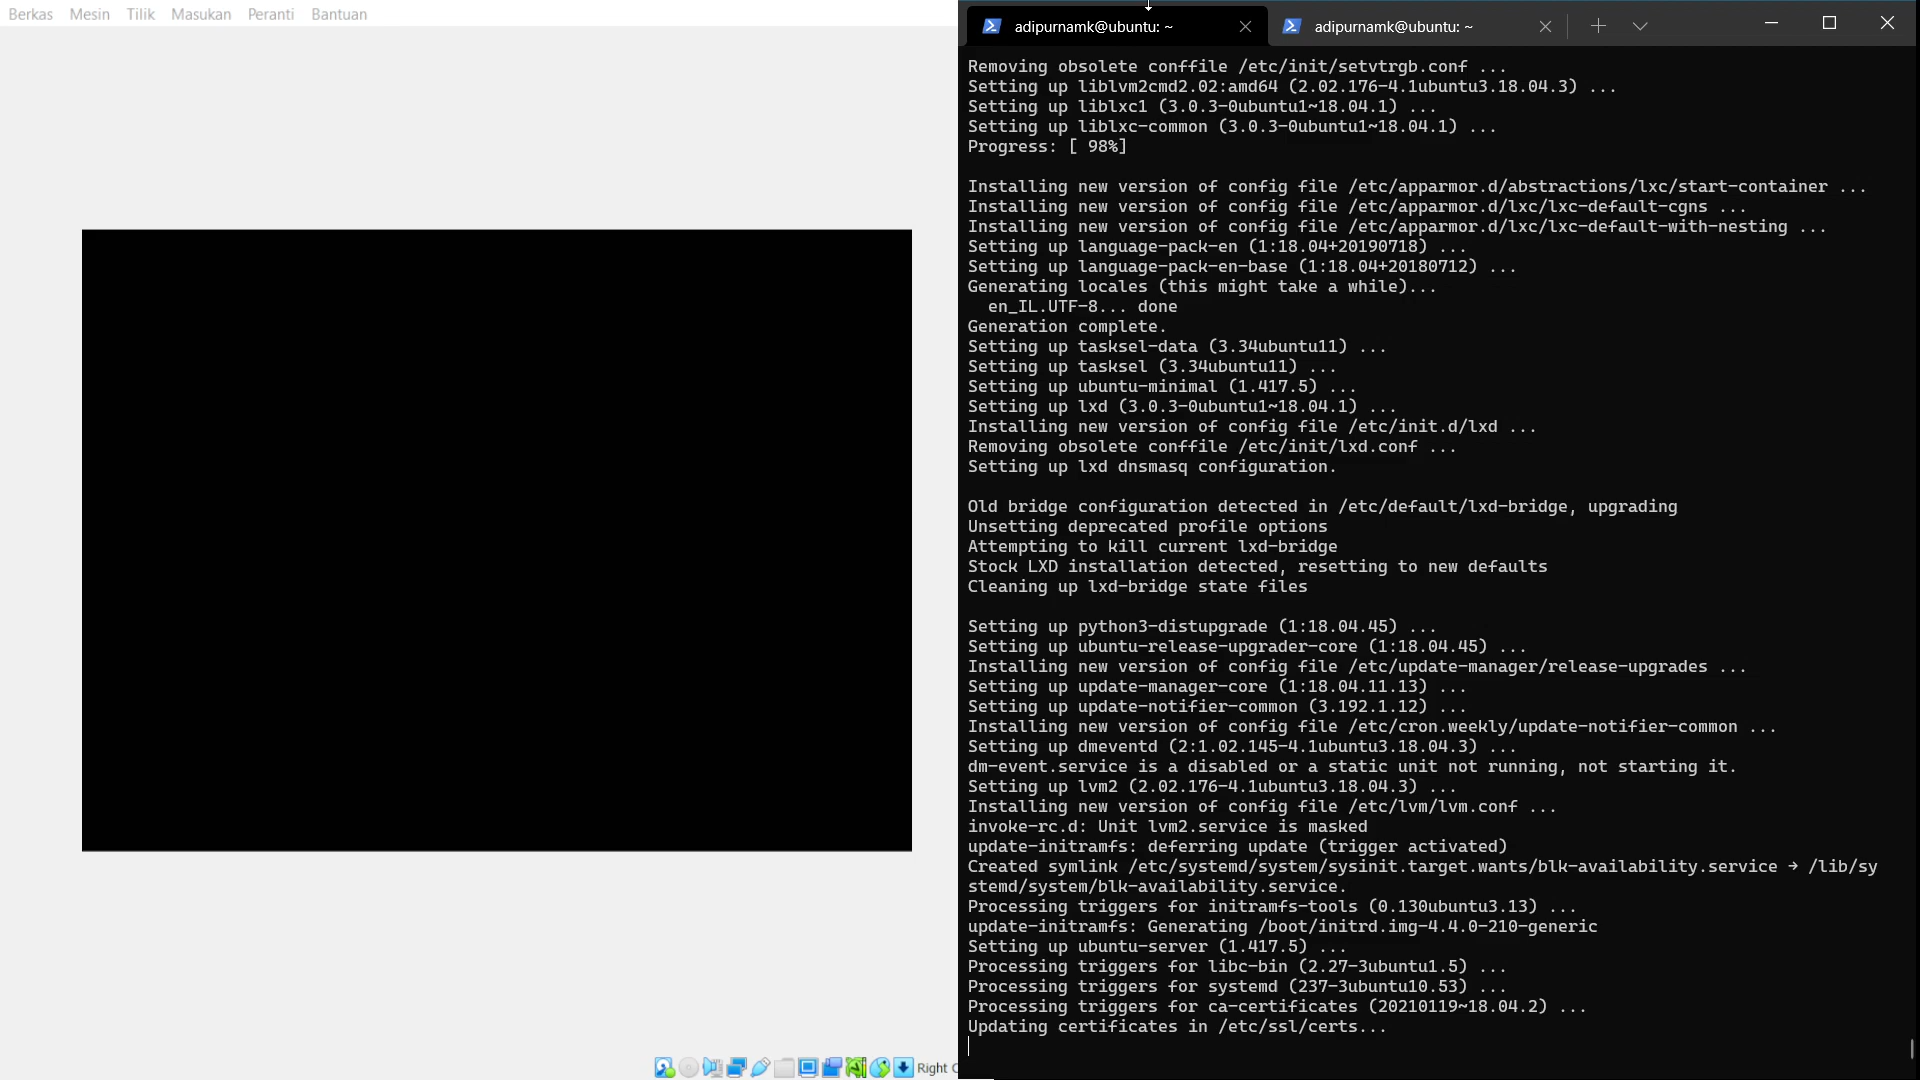 Berkas Mesin Tilik Masukan Peranti Bantuan
adipurnamk@ubuntu: ~
adipurnamk@ubuntu: ~
Removing obsolete conffile /etc/init/setvtrgb.conf ...
Setting up liblvm2cmd2.02:amd64 (2.02.176-4.1ubuntu3.18.04.3) ...
Setting up liblxc1 (3.0.3-0ubuntu1~18.04.1) ...
Setting up liblxc-common (3.0.3-0ubuntu1~18.04.1) ...
Progress: [ 98%]
Installing new version of config file /etc/apparmor.d/abstractions/lxc/start-container ...
Installing new version of config file /etc/apparmor.d/lxc/lxc-default-cgns ...
Installing new version of config file /etc/apparmor.d/lxc/lxc-default-with-nesting ...
Setting up language-pack-en (1:18.04+20190718) ...
Setting up language-pack-en-base (1:18.04+20180712) ...
Generating locales (this might take a while)...
en_IL.UTF-8... done
Generation complete.
Setting up tasksel-data (3.34ubuntu11) ...
Setting up tasksel (3.34ubuntu11) ...
Setting up ubuntu-minimal (1.417.5) ...
Setting up lxd (3.0.3-0ubuntu1~18.04.1) ...
Installing new version of config file /etc/init.d/lxd ...
Removing obsolete conffile /etc/init/lxd.conf ...
Setting up lxd dnsmasq configuration.
Old bridge configuration detected in /etc/default/lxd-bridge, upgrading
Unsetting deprecated profile options
Attempting to kill current lxd-bridge
Stock LXD installation detected, resetting to new defaults
Cleaning up lxd-bridge state files
Setting up python3-distupgrade (1:18.04.45) ...
Setting up ubuntu-release-upgrader-core (1:18.04.45) ...
Installing new version of config file /etc/update-manager/release-upgrades ...
Setting up update-manager-core (1:18.04.11.13) ...
Setting up update-notifier-common (3.192.1.12) ...
Installing new version of config file /etc/cron.weekly/update-notifier-common ...
Setting up dmeventd (2:1.02.145-4.1ubuntu3.18.04.3) ...
dm-event.service is a disabled or a static unit not running, not starting it.
Setting up lvm2 (2.02.176-4.1ubuntu3.18.04.3) ...
Installing new version of config file /etc/lvm/lvm.conf ...
invoke-rc.d: Unit lvm2.service is masked
update-initramfs: deferring update (trigger activated)
Created symlink /etc/systemd/system/sysinit.target.wants/blk-availability.service → /lib/sy
stemd/system/blk-availability.service.
Processing triggers for initramfs-tools (0.130ubuntu3.13) ...
update-initramfs: Generating /boot/initrd.img-4.4.0-210-generic
Setting up ubuntu-server (1.417.5) ...
Processing triggers for libc-bin (2.27-3ubuntu1.5) ...
Processing triggers for systemd (237-3ubuntu10.53) ...
Processing triggers for ca-certificates (20210119~18.04.2) ...
Updating certificates in /etc/ssl/certs...
Right C